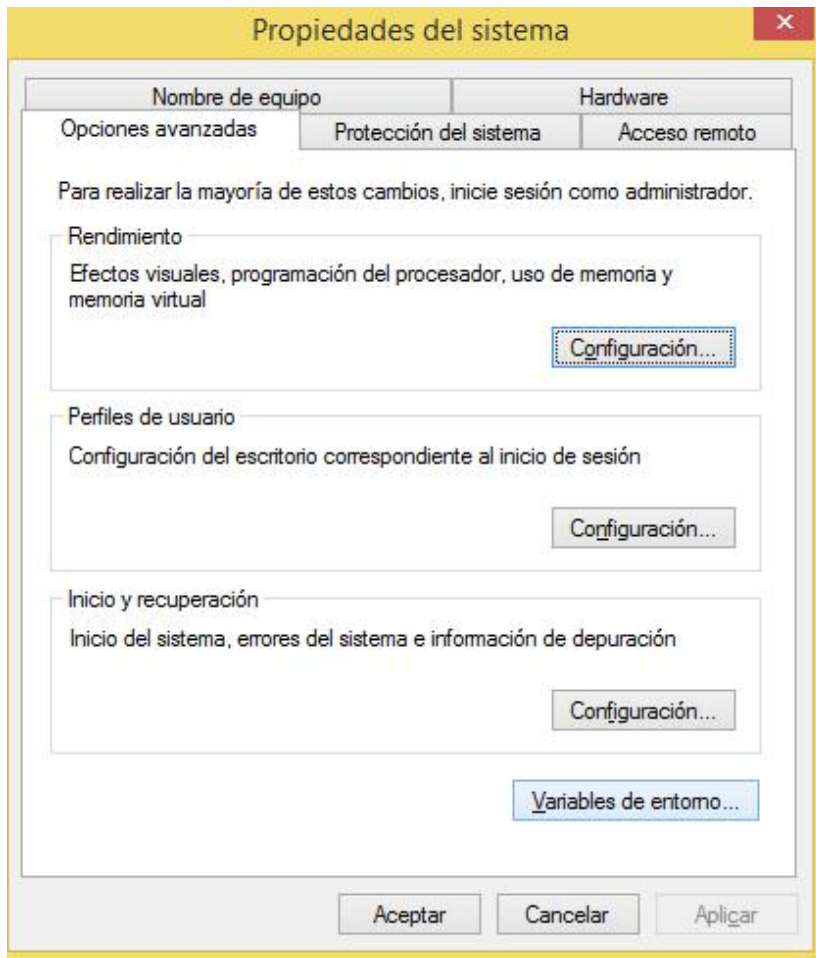 Propiedades del sistema
Nombre de equipo
Hardware
Opciones avanzadas
Protección del sistema
Acceso remoto
Para realizar la mayoría de estos cambios, inicie sesión como administrador.
Rendimiento
Efectos visuales, programación del procesador, uso de memoria y
memoria virtual
Configuración...
Perfiles de usuario
Configuración del escritorio correspondiente al inicio de sesión
Configuración...
Inicio y recuperación
Inicio del sistema, errores del sistema e información de depuración
Configuración...
Variables de entorno...
Aceptar
Cancelar
Aplicar